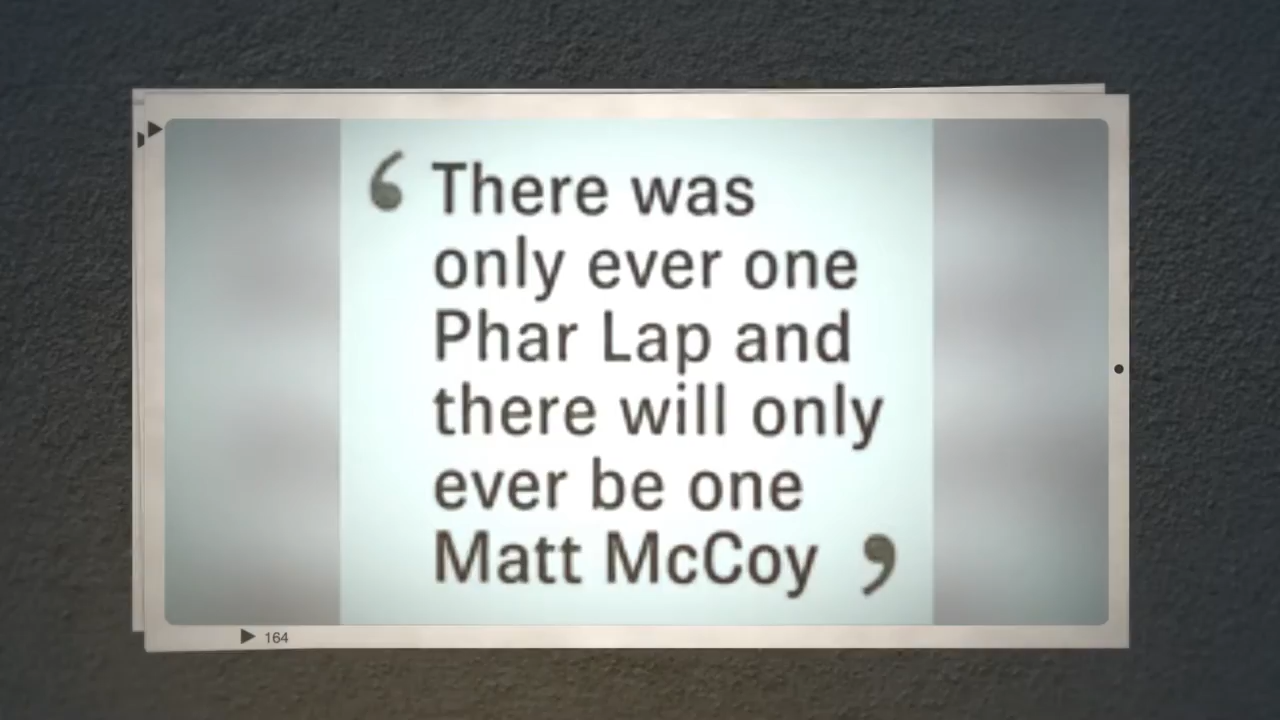 ‘ There was
only ever one
Phar Lap and
there will only
ever be one
Matt McCoy ’
164